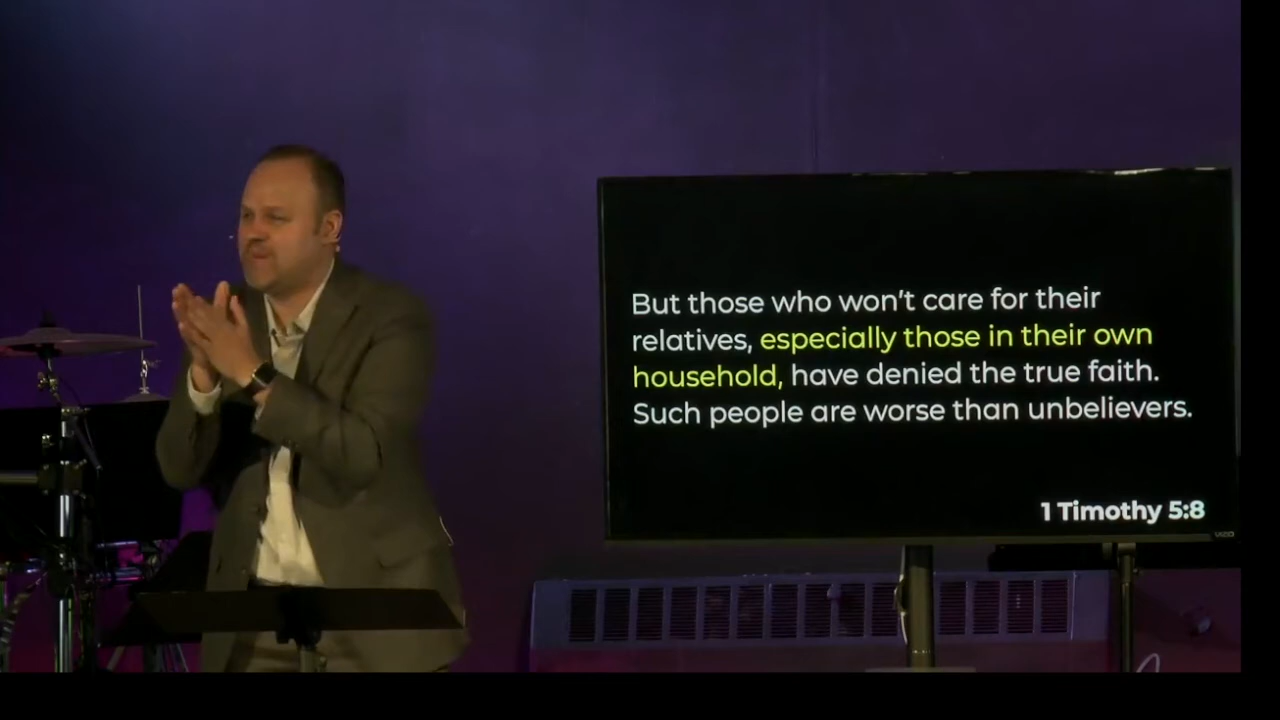 But those who won't care for their
relatives, especially those in their own
household, have denied the true faith.
Such people are worse than unbelievers.
1 Timothy 5:8
VIZIO